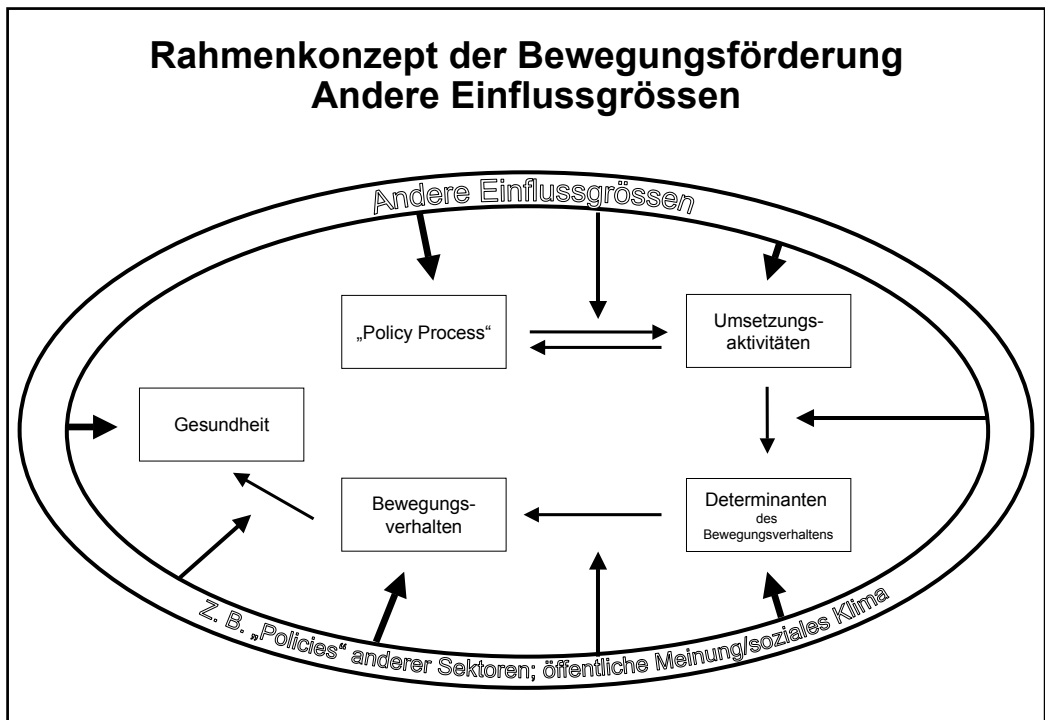 Rahmenkonzept der Bewegungsförderung
Andere Einflussgrössen
Andere Einflussgrössen
„Policy Process“
Umsetzungs-
aktivitäten
Gesundheit
Bewegungs-
verhalten
Determinanten
des
Bewegungsverhaltens
Z. B. „Policies“ anderer Sektoren; öffentliche Meinung/soziales Klima